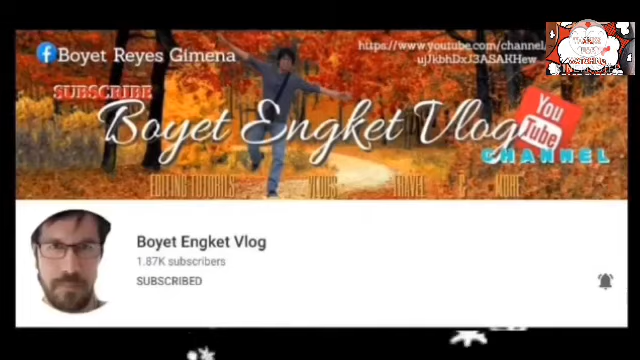 Boyet Reyes Gimena
https://www.youtube.com/channel/
ujJkbhDxJ3ASAKHew
SUBSCRIBE
Boyet Engket Vlog
You
Tube
CHANNEL
EDITING TUTORIALS VLOGS TRAVEL & MORE
Boyet Engket Vlog
1.87K subscribers
SUBSCRIBED